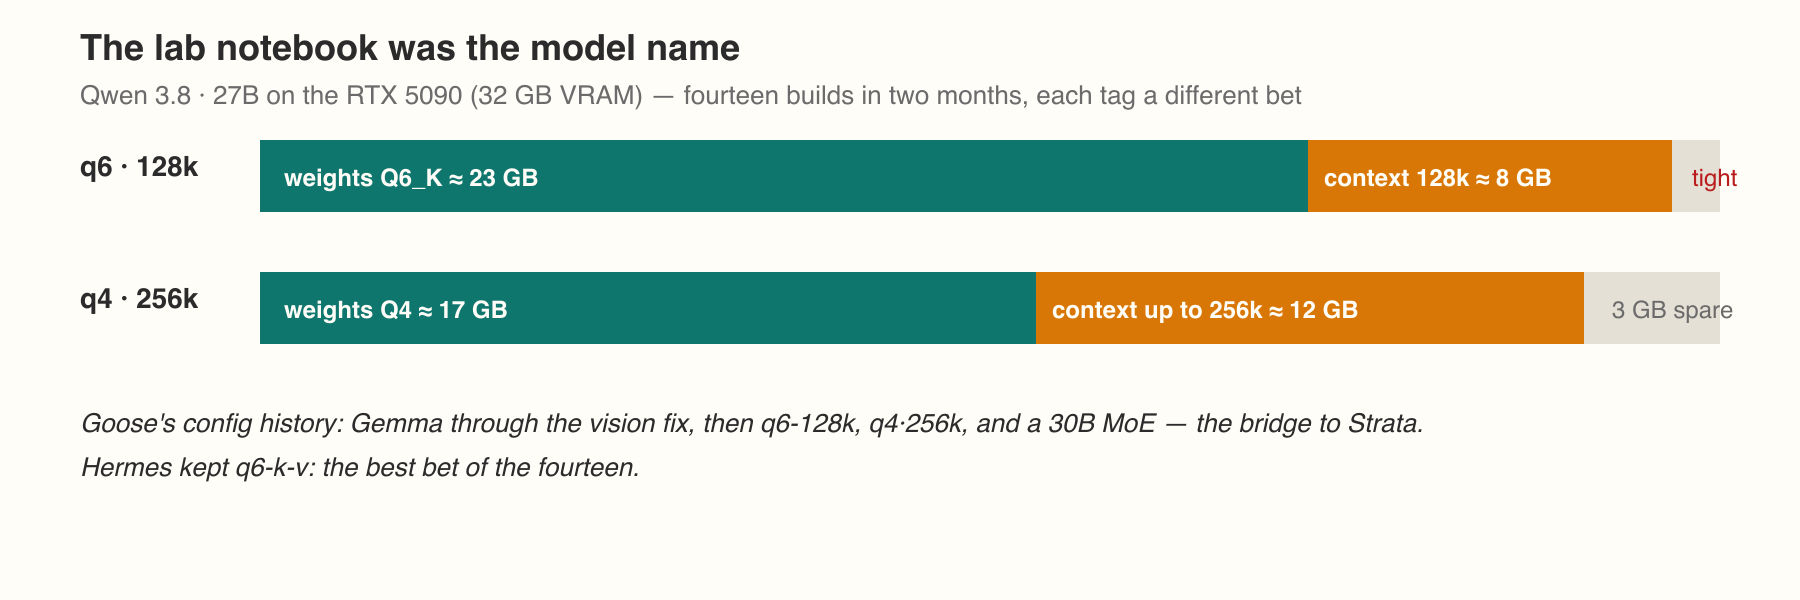 The lab notebook was the model name
Qwen 3.8 · 27B on the RTX 5090 (32 GB VRAM) — fourteen builds in two months, each tag a different bet
q6 · 128k
weights Q6_K ≈ 23 GB
context 128k ≈ 8 GB
tight
q4 · 256k
weights Q4 ≈ 17 GB
context up to 256k ≈ 12 GB
3 GB spare
Goose's config history: Gemma through the vision fix, then q6-128k, q4·256k, and a 30B MoE — the bridge to Strata.
Hermes kept q6-k-v: the best bet of the fourteen.